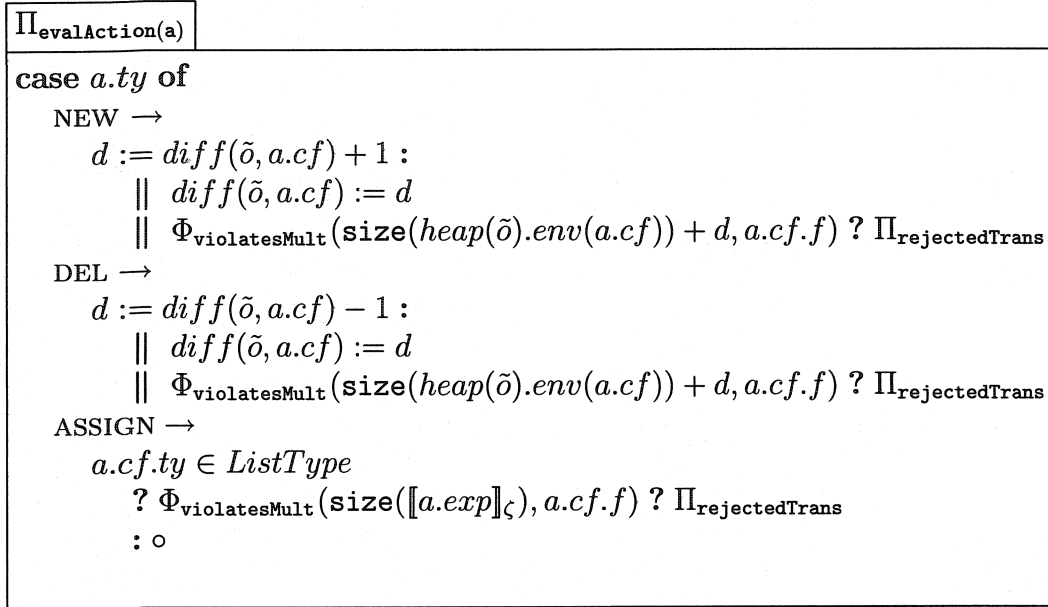 Π_evalAction(a)
case a.ty of
NEW →
d := diff(õ, a.cf) + 1 :
|| diff(õ, a.cf) := d
|| Φ_violatesMult(size(heap(õ).env(a.cf)) + d, a.cf.f) ? Π_rejectedTrans
DEL →
d := diff(õ, a.cf) − 1 :
|| diff(õ, a.cf) := d
|| Φ_violatesMult(size(heap(õ).env(a.cf)) + d, a.cf.f) ? Π_rejectedTrans
ASSIGN →
a.cf.ty ∈ ListType
? Φ_violatesMult(size(⟦a.exp⟧_ζ), a.cf.f) ? Π_rejectedTrans
: ∘